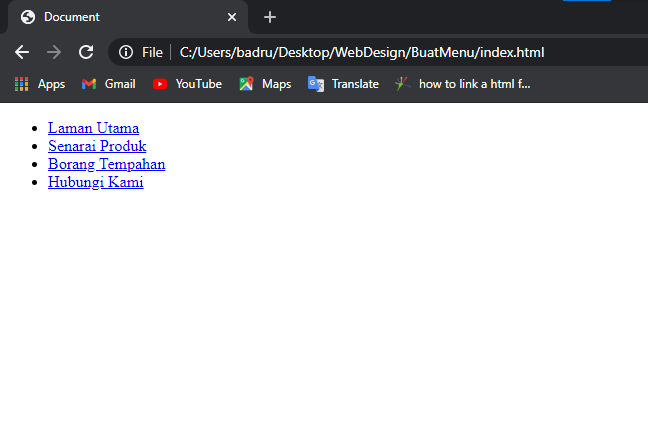 Document
File C:/Users/badru/Desktop/WebDesign/BuatMenu/index.html
Apps Gmail YouTube Maps Translate how to link a html f...
Laman Utama
Senarai Produk
Borang Tempahan
Hubungi Kami